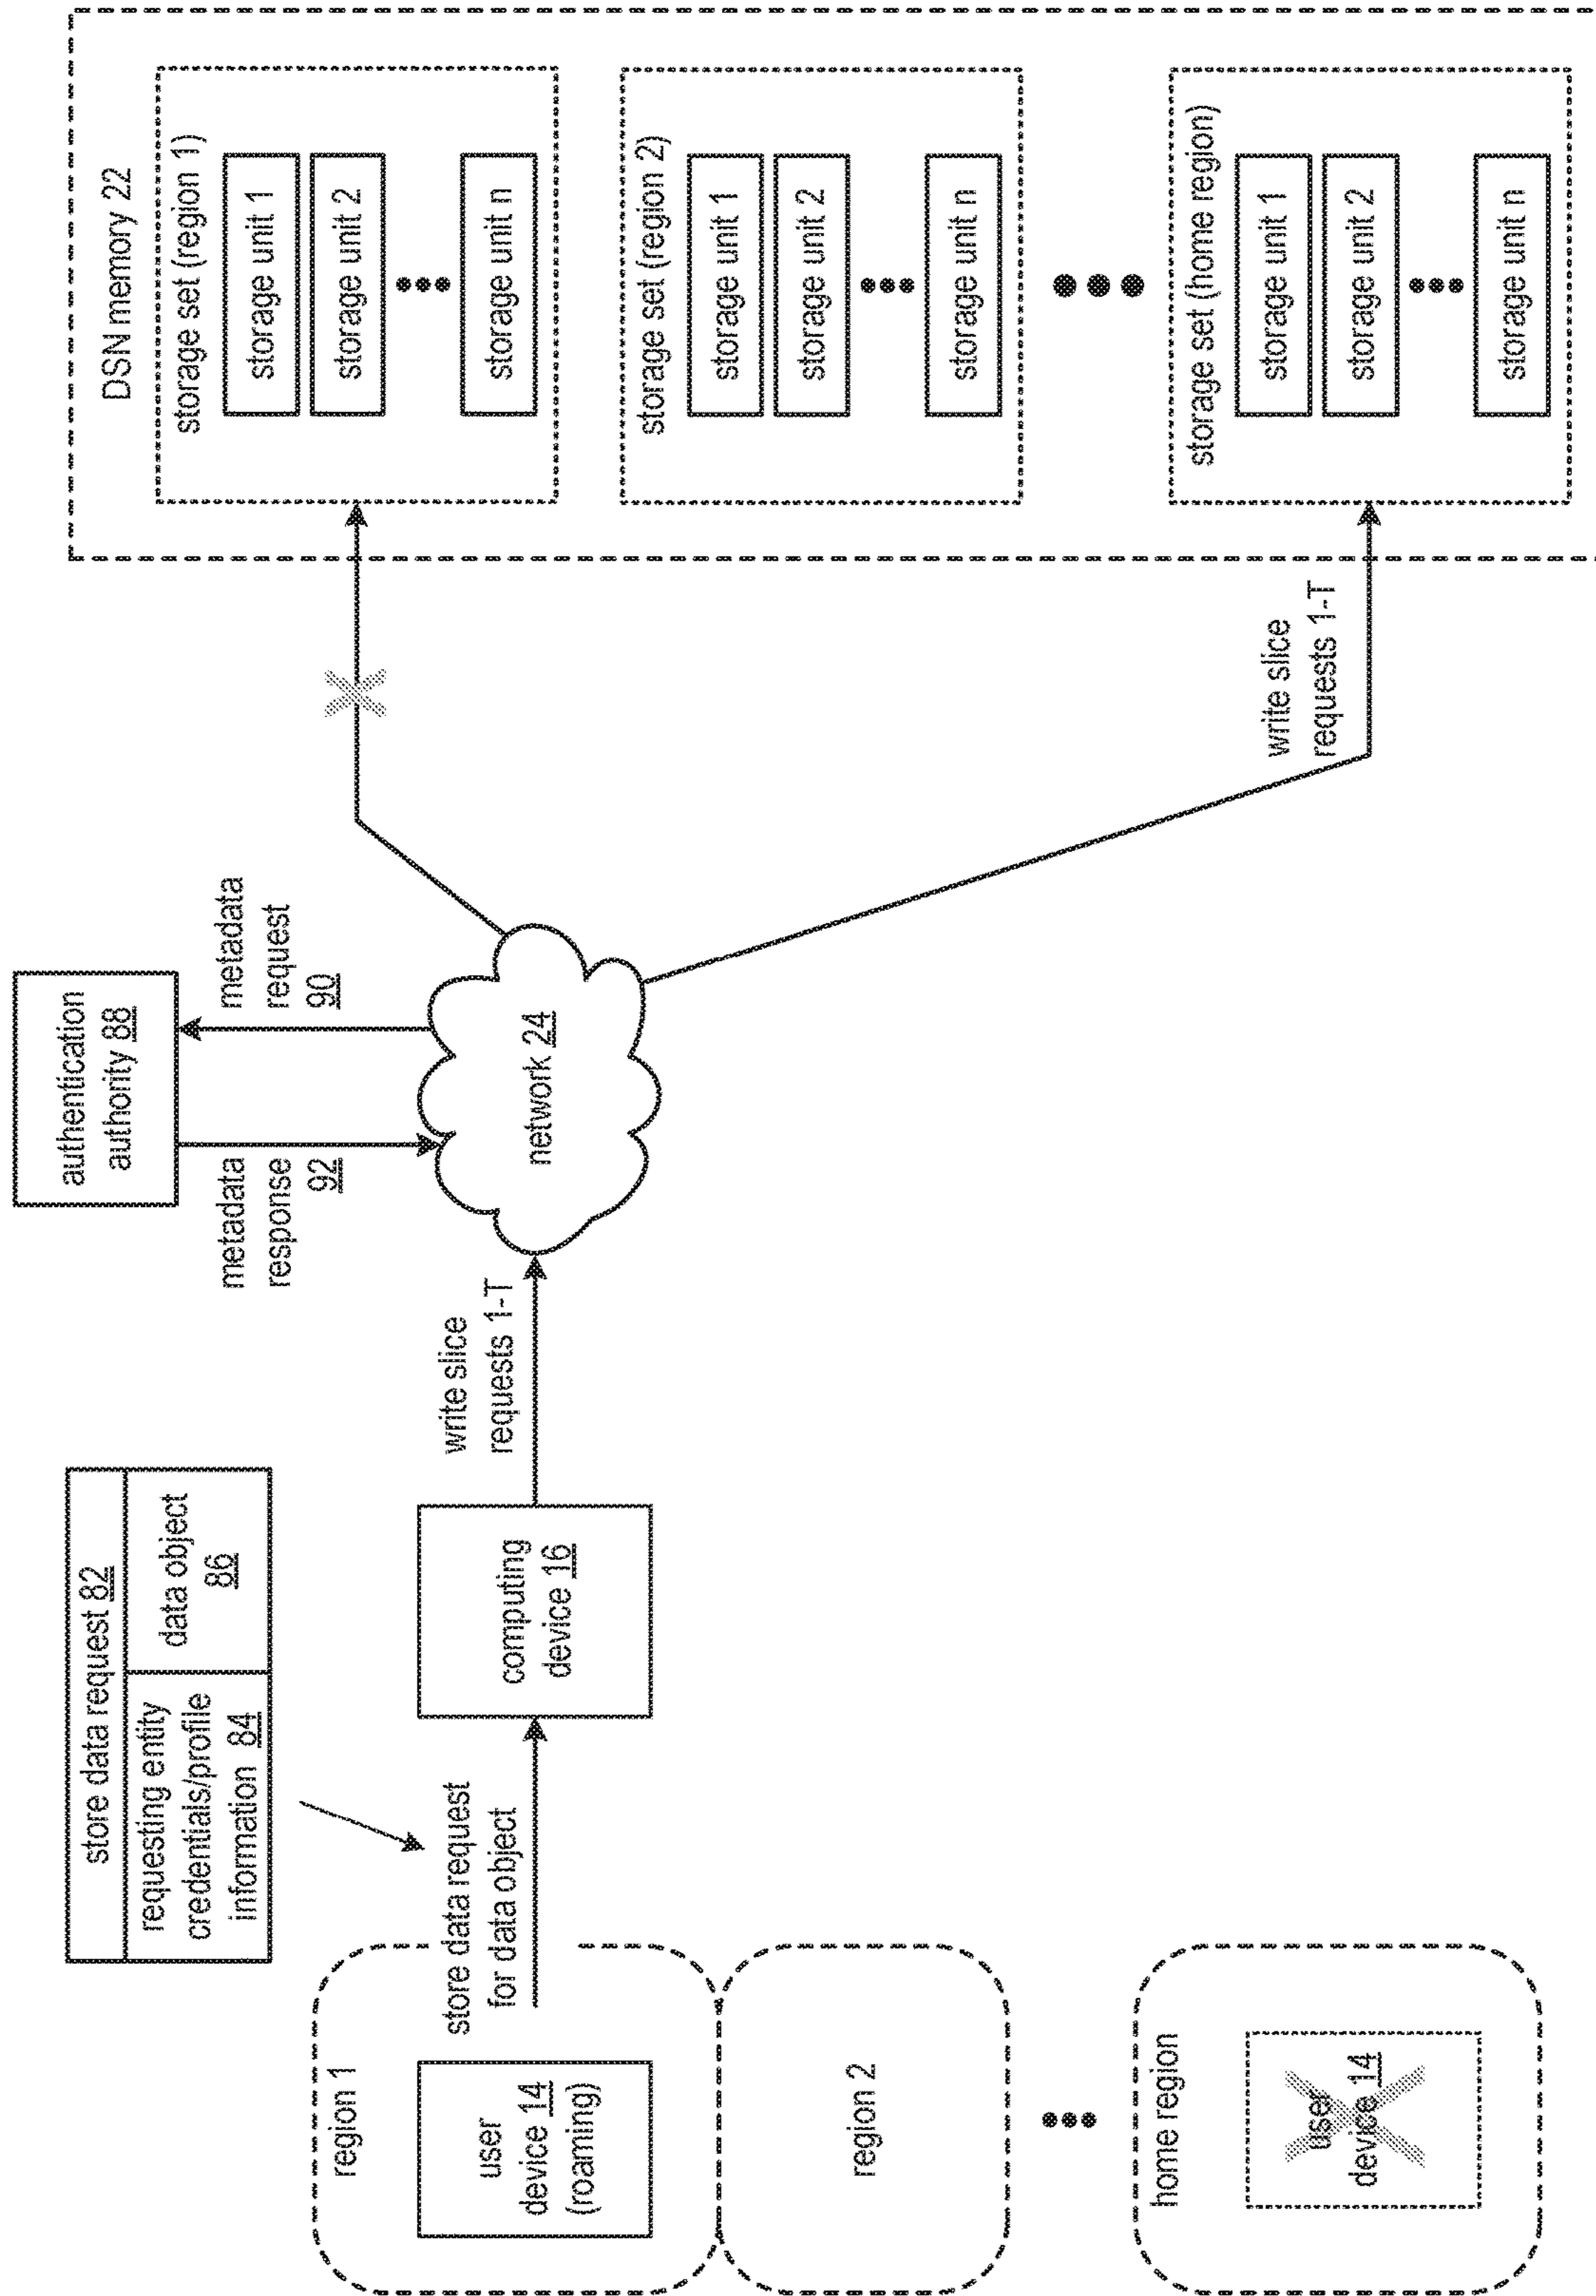 store data request 82
requesting entity
credentials/profile
information 84
data object
86
authentication
authority 88
metadata
response
92
metadata
request
90
region 1
user
device 14
(roaming)
store data request
for data object
computing
device 16
write slice
requests 1-T
network 24
region 2
home region
user
device 14
write slice
requests 1-T
DSN memory 22
storage set (region 1)
storage unit 1
storage unit 2
storage unit n
storage set (region 2)
storage unit 1
storage unit 2
storage unit n
storage set (home region)
storage unit 1
storage unit 2
storage unit n